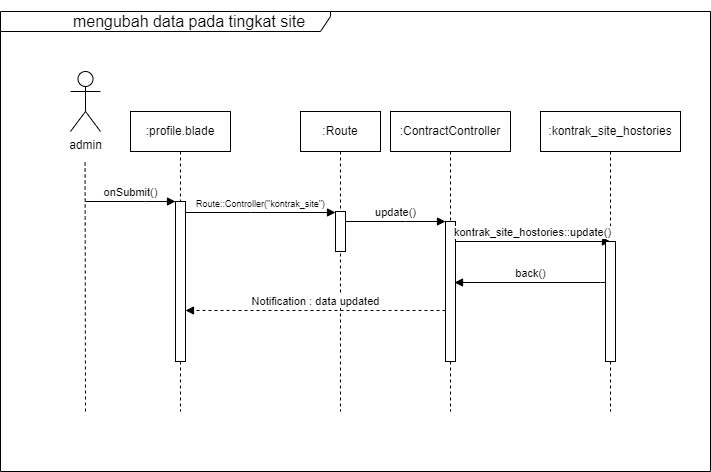 mengubah data pada tingkat site
admin
:profile.blade
:Route
:ContractController
:kontrak_site_hostories
onSubmit()
Route::Controller("kontrak_site")
update()
kontrak_site_hostories::update()
back()
Notification : data updated